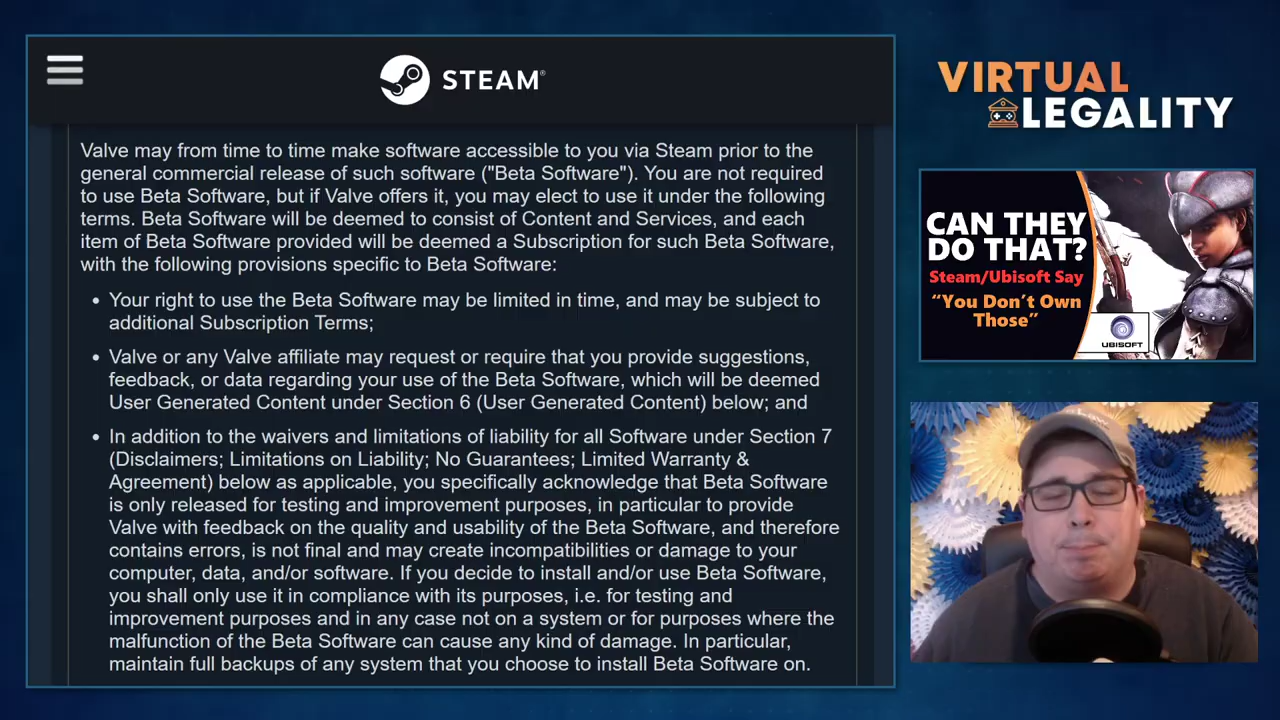 STEAM®
Valve may from time to time make software accessible to you via Steam prior to the
general commercial release of such software ("Beta Software"). You are not required
to use Beta Software, but if Valve offers it, you may elect to use it under the following
terms. Beta Software will be deemed to consist of Content and Services, and each
item of Beta Software provided will be deemed a Subscription for such Beta Software,
with the following provisions specific to Beta Software:
• Your right to use the Beta Software may be limited in time, and may be subject to
additional Subscription Terms;
• Valve or any Valve affiliate may request or require that you provide suggestions,
feedback, or data regarding your use of the Beta Software, which will be deemed
User Generated Content under Section 6 (User Generated Content) below; and
• In addition to the waivers and limitations of liability for all Software under Section 7
(Disclaimers; Limitations on Liability; No Guarantees; Limited Warranty &
Agreement) below as applicable, you specifically acknowledge that Beta Software
is only released for testing and improvement purposes, in particular to provide
Valve with feedback on the quality and usability of the Beta Software, and therefore
contains errors, is not final and may create incompatibilities or damage to your
computer, data, and/or software. If you decide to install and/or use Beta Software,
you shall only use it in compliance with its purposes, i.e. for testing and
improvement purposes and in any case not on a system or for purposes where the
malfunction of the Beta Software can cause any kind of damage. In particular,
maintain full backups of any system that you choose to install Beta Software on.
VIRTUAL
LEGALITY
CAN THEY
DO THAT?
Steam/Ubisoft Say
"You Don't Own
Those"
UBISOFT